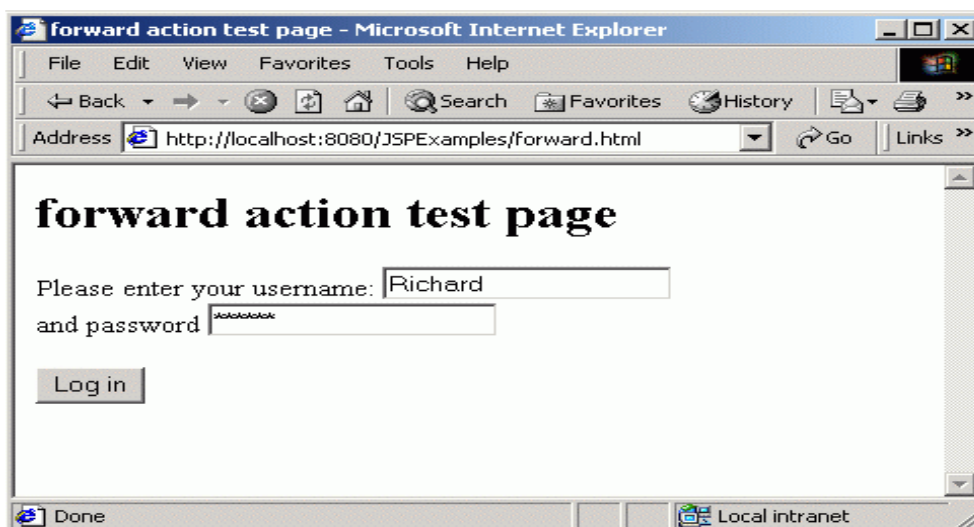 forward action test page - Microsoft Internet Explorer
File Edit View Favorites Tools Help
Back Search Favorites History »
Address http://localhost:8080/JSPExamples/forward.html Go Links »
forward action test page
Please enter your username: Richard
and password *******
Log in
Done Local intranet